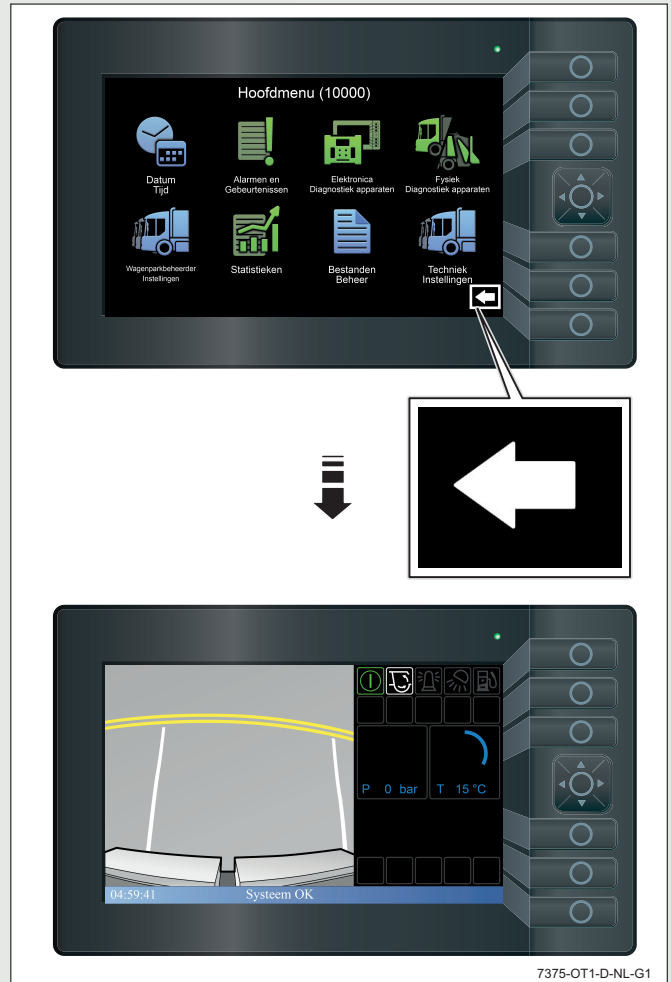 Hoofdmenu (10000)
Datum
Tijd
Alarmen en
Gebeurtenissen
Elektronica
Diagnostiek apparaten
Fysiek
Diagnostiek apparaten
Wagenparkbeheerder
Instellingen
Statistieken
Bestanden
Beheer
Techniek
Instellingen
P 0 bar
T 15 °C
04:59:41 Systeem OK
7375-OT1-D-NL-G1